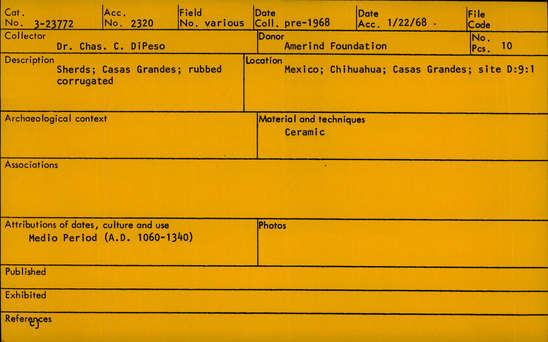 Cat. No. 3-23772 Acc. No. 2320 Field No. various Date Coll. pre-1968 Date Acc. 1/22/68 . File Code
Collector Dr. Chas. C. DiPeso Donor Amerind Foundation No. Pcs. 10
Description Sherds; Casas Grandes; rubbed
corrugated
Location Mexico; Chihuahua; Casas Grandes; site D:9:1
Archaeological context
Material and techniques
Ceramic
Associations
Attributions of dates, culture and use
Medio Period (A.D. 1060-1340)
Photos
Published
Exhibited
References
cj